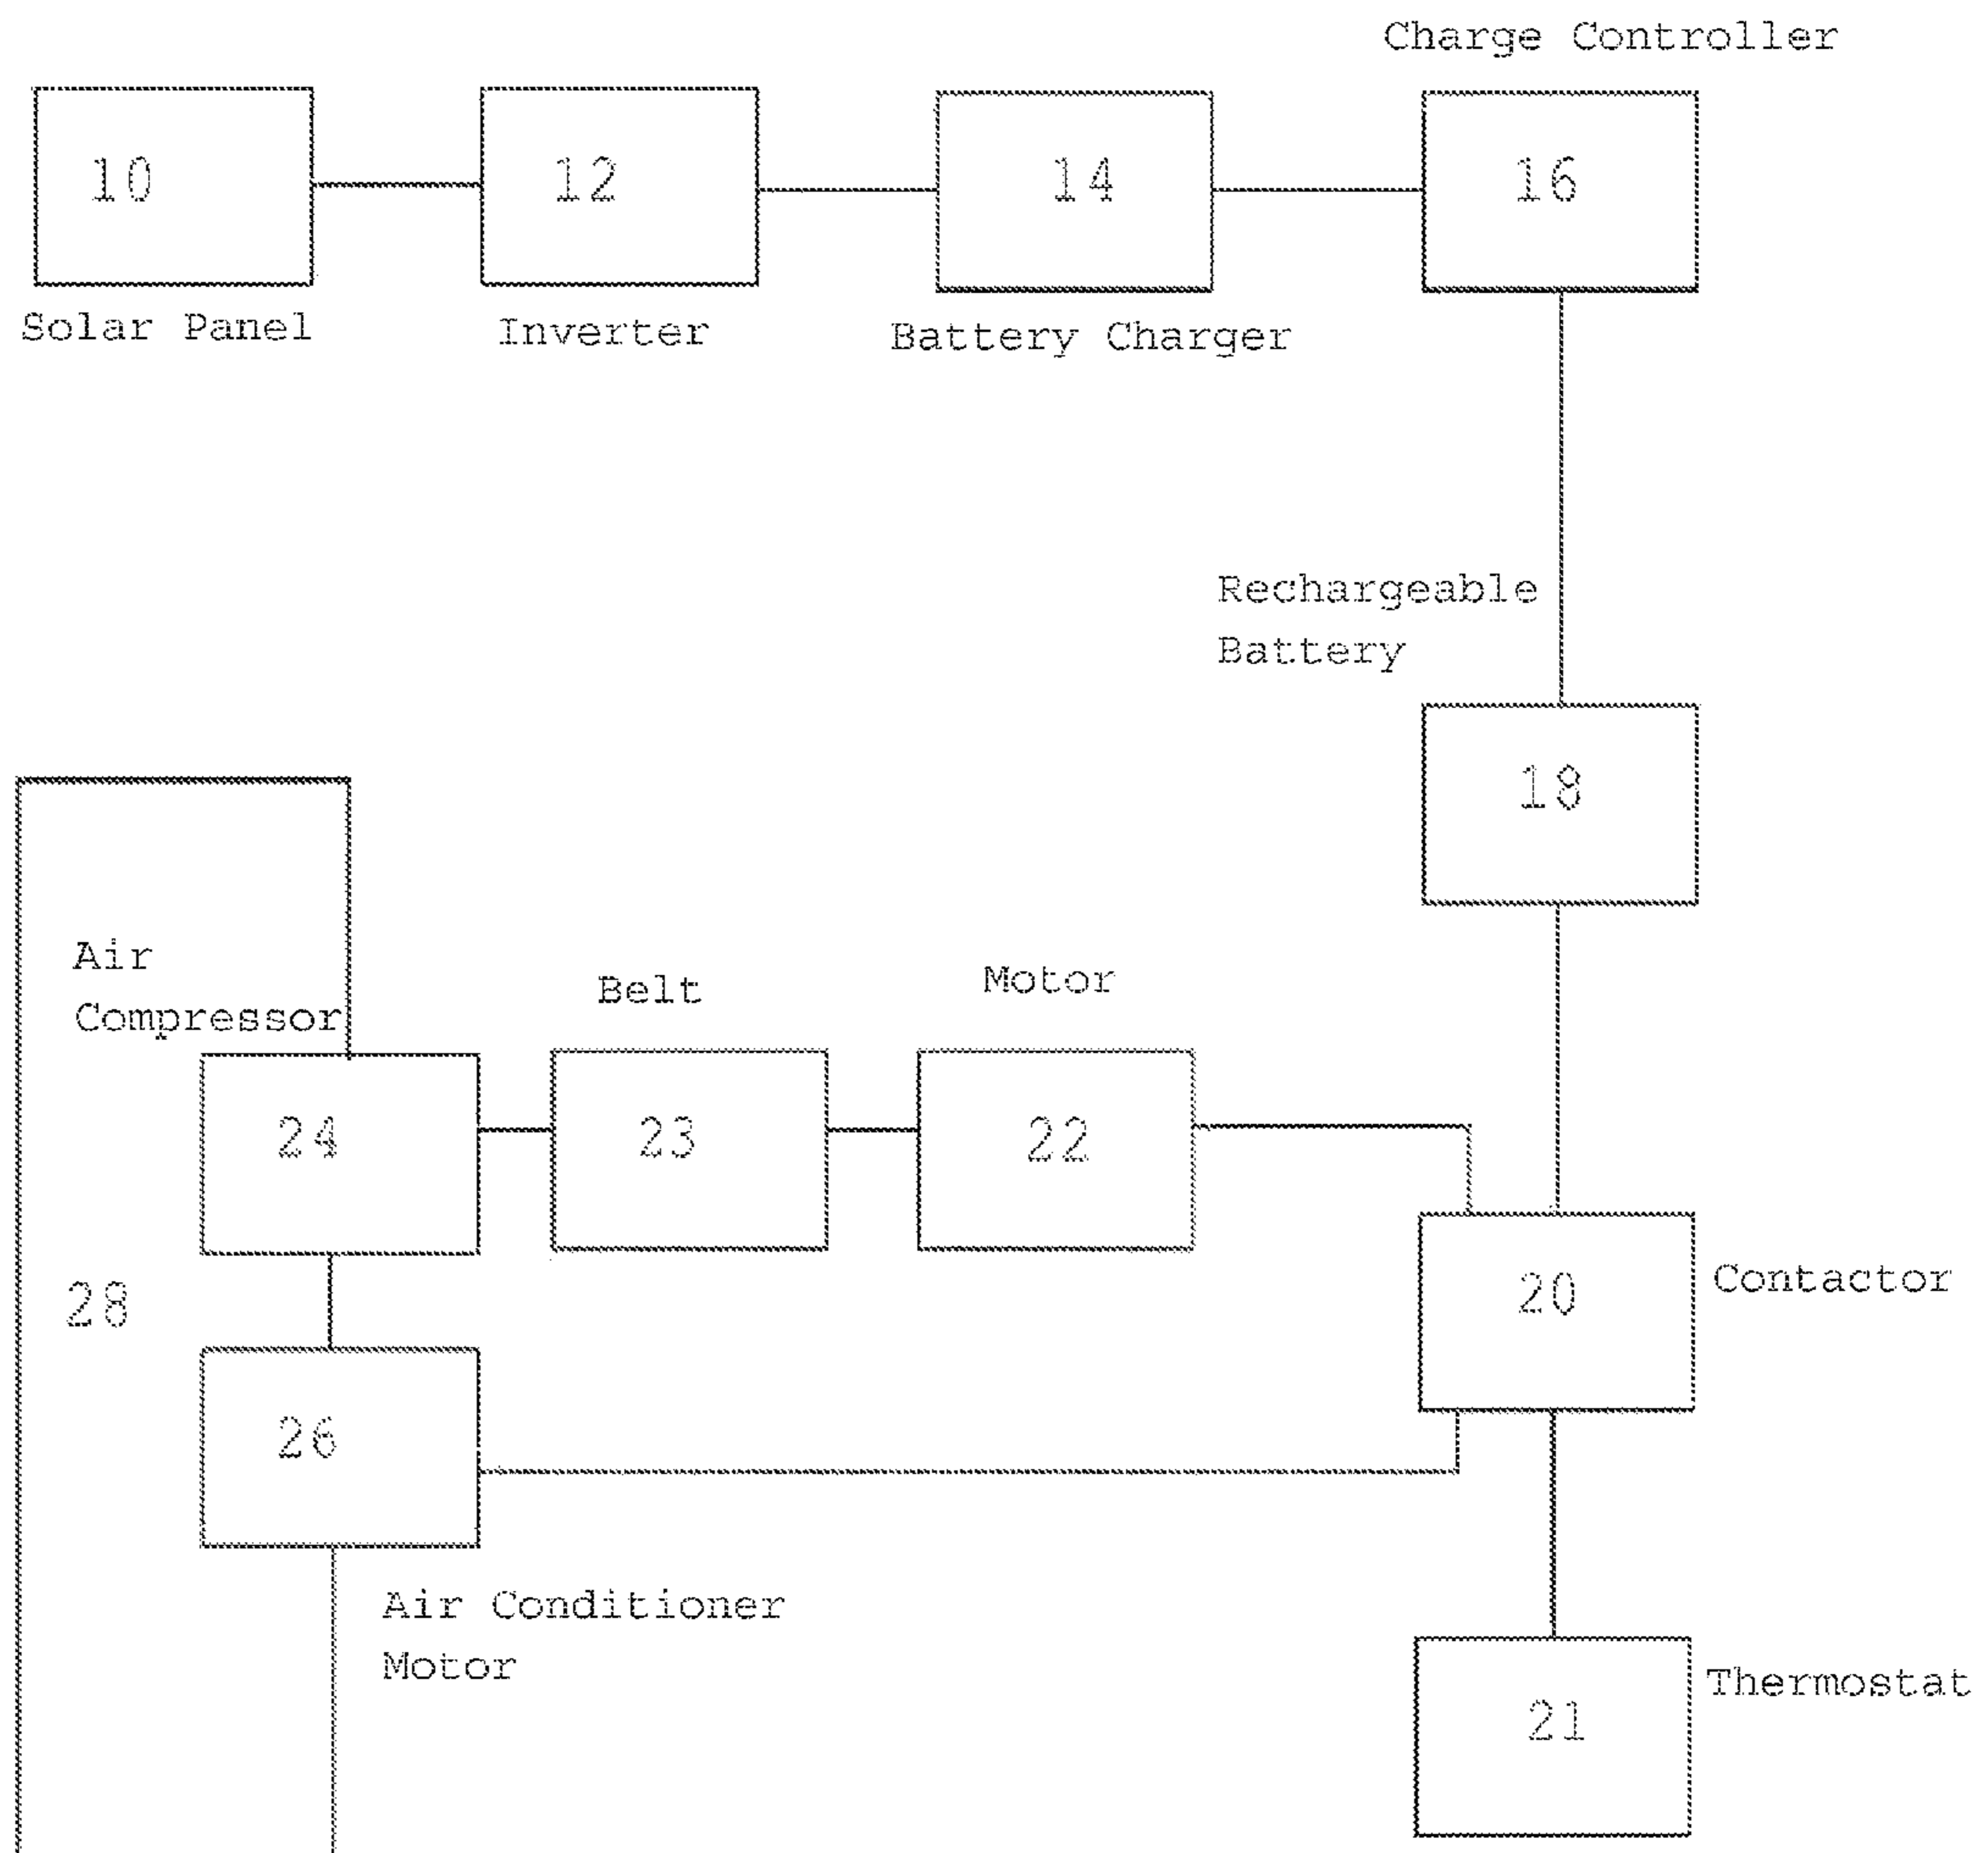 Charge Controller
10
12
14
16
Solar Panel
Inverter
Battery Charger
Rechargeable
Battery
18
Air
Compressor
Belt
Motor
24
23
22
28
20
Contactor
26
Air Conditioner
Motor
Thermostat
21